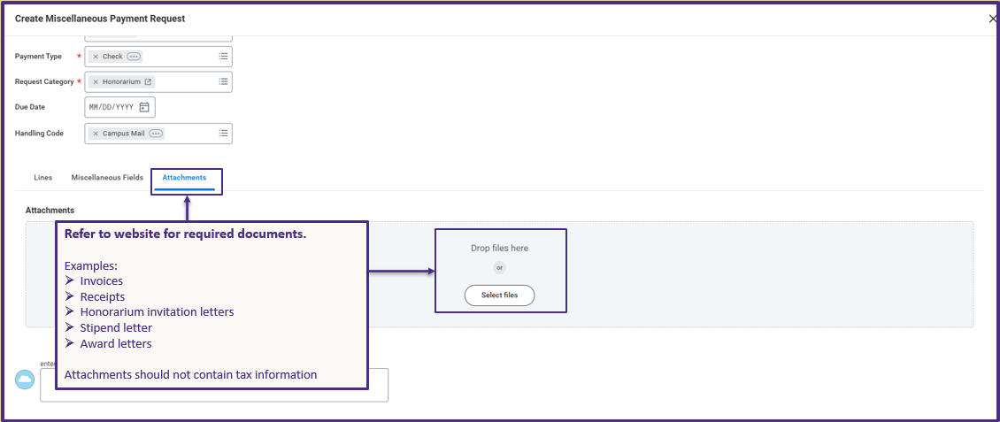 Create Miscellaneous Payment Request
Payment Type * Check
Request Category * Honorarium
Due Date MM/DD/YYYY
Handling Code Campus Mail
Lines Miscellaneous Fields Attachments
Attachments
Refer to website for required documents.
Examples:
➢ Invoices
➢ Receipts
➢ Honorarium invitation letters
➢ Stipend letter
➢ Award letters
Attachments should not contain tax information
Drop files here
or
Select files
enter